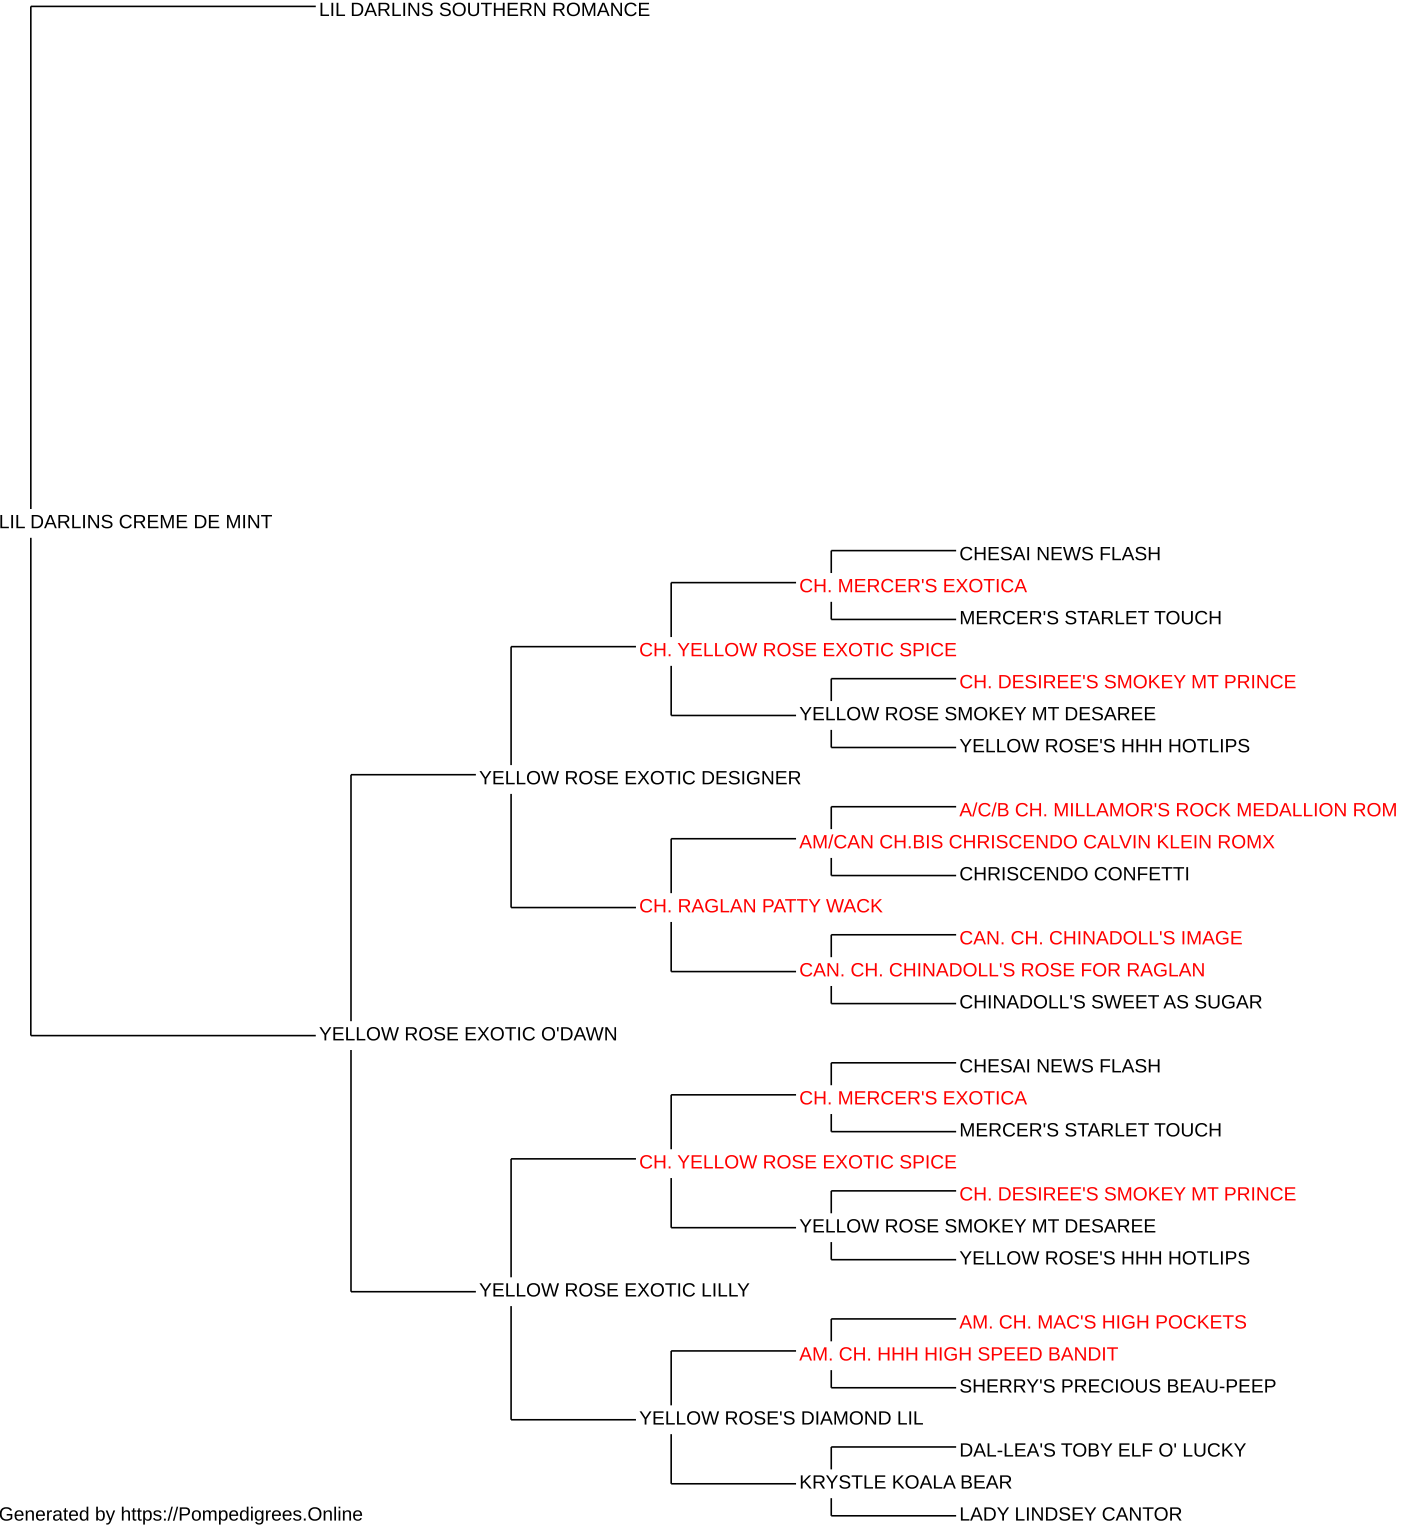 LIL DARLINS SOUTHERN ROMANCE
LIL DARLINS CREME DE MINT
CHESAI NEWS FLASH
CH. MERCER'S EXOTICA
MERCER'S STARLET TOUCH
CH. YELLOW ROSE EXOTIC SPICE
CH. DESIREE'S SMOKEY MT PRINCE
YELLOW ROSE SMOKEY MT DESAREE
YELLOW ROSE'S HHH HOTLIPS
YELLOW ROSE EXOTIC DESIGNER
A/C/B CH. MILLAMOR'S ROCK MEDALLION ROM
AM/CAN CH.BIS CHRISCENDO CALVIN KLEIN ROMX
CHRISCENDO CONFETTI
CH. RAGLAN PATTY WACK
CAN. CH. CHINADOLL'S IMAGE
CAN. CH. CHINADOLL'S ROSE FOR RAGLAN
CHINADOLL'S SWEET AS SUGAR
YELLOW ROSE EXOTIC O'DAWN
CHESAI NEWS FLASH
CH. MERCER'S EXOTICA
MERCER'S STARLET TOUCH
CH. YELLOW ROSE EXOTIC SPICE
CH. DESIREE'S SMOKEY MT PRINCE
YELLOW ROSE SMOKEY MT DESAREE
YELLOW ROSE'S HHH HOTLIPS
YELLOW ROSE EXOTIC LILLY
AM. CH. MAC'S HIGH POCKETS
AM. CH. HHH HIGH SPEED BANDIT
SHERRY'S PRECIOUS BEAU-PEEP
YELLOW ROSE'S DIAMOND LIL
DAL-LEA'S TOBY ELF O' LUCKY
KRYSTLE KOALA BEAR
LADY LINDSEY CANTOR
Generated by https://Pompedigrees.Online